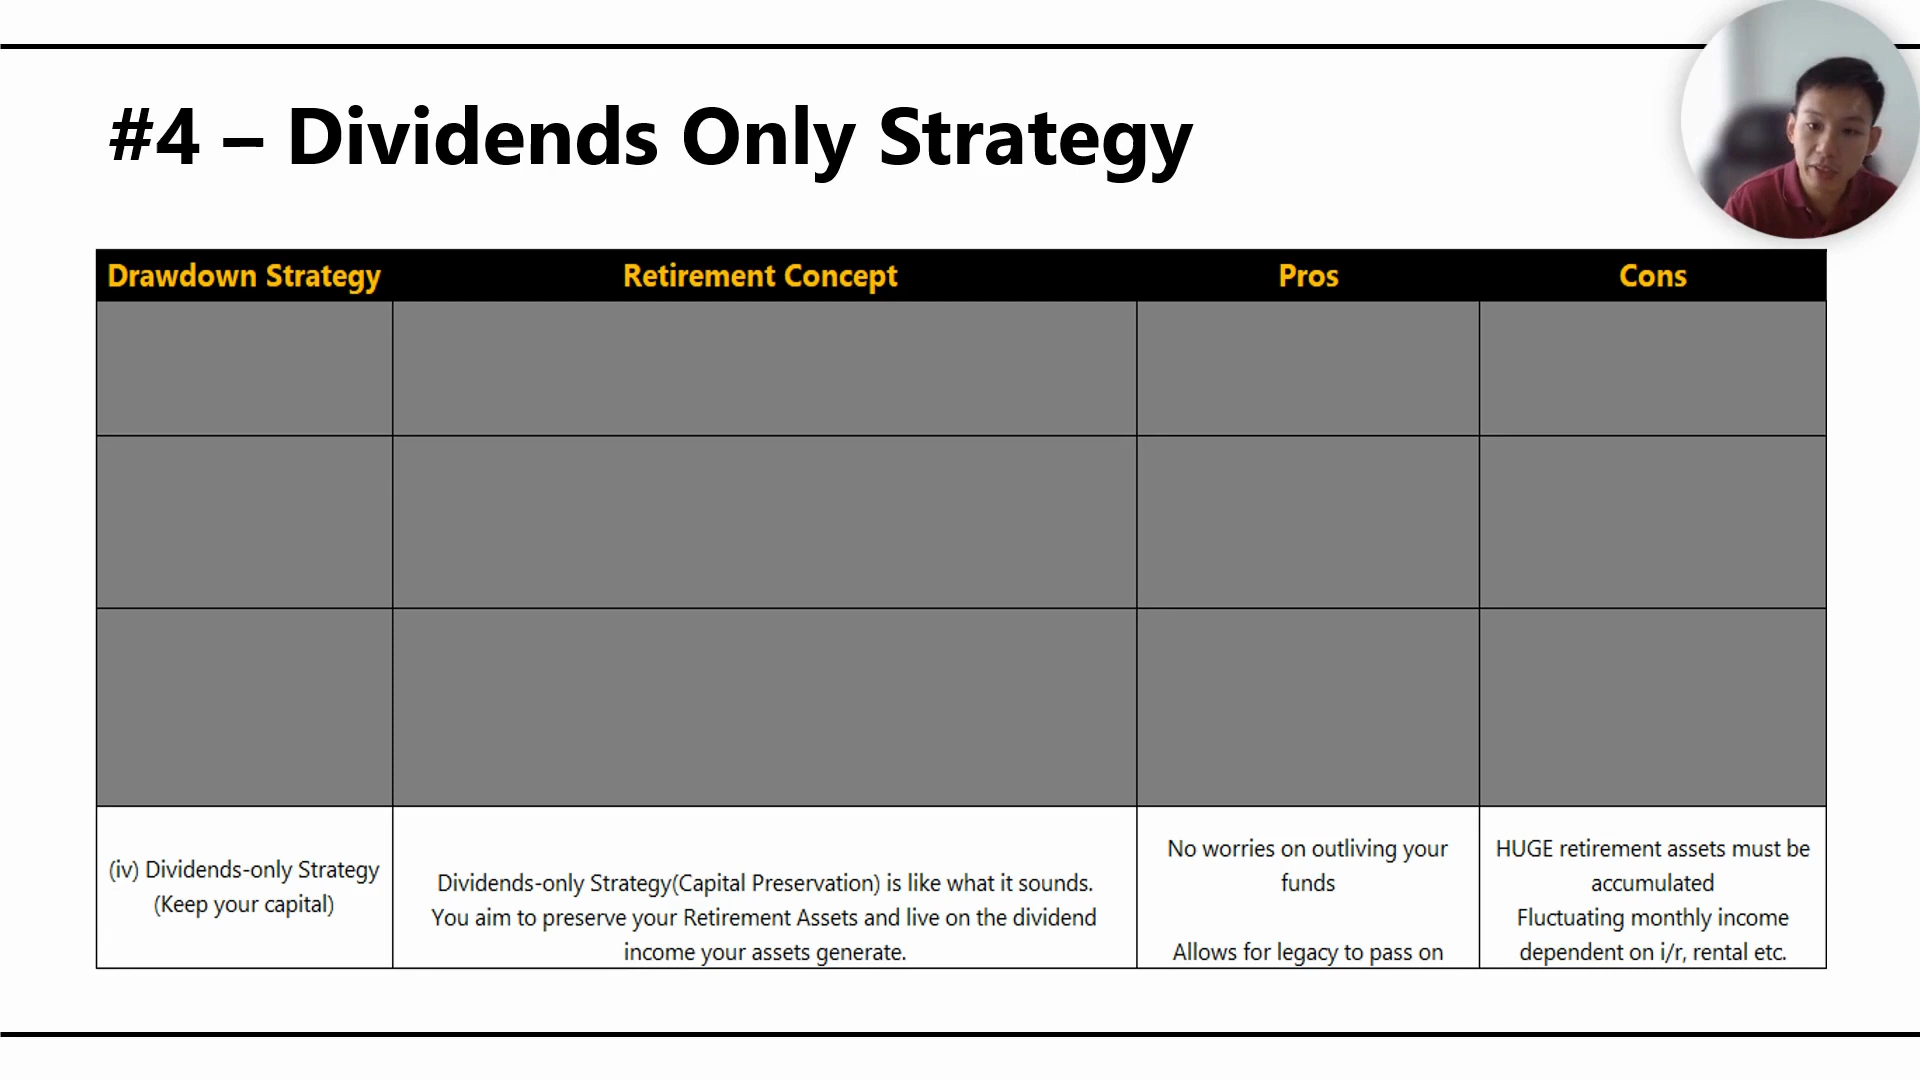 #4 – Dividends Only Strategy
Drawdown Strategy
Retirement Concept
Pros
Cons
(iv) Dividends-only Strategy
(Keep your capital)
Dividends-only Strategy(Capital Preservation) is like what it sounds.
You aim to preserve your Retirement Assets and live on the dividend
income your assets generate.
No worries on outliving your
funds
Allows for legacy to pass on
HUGE retirement assets must be
accumulated
Fluctuating monthly income
dependent on i/r, rental etc.